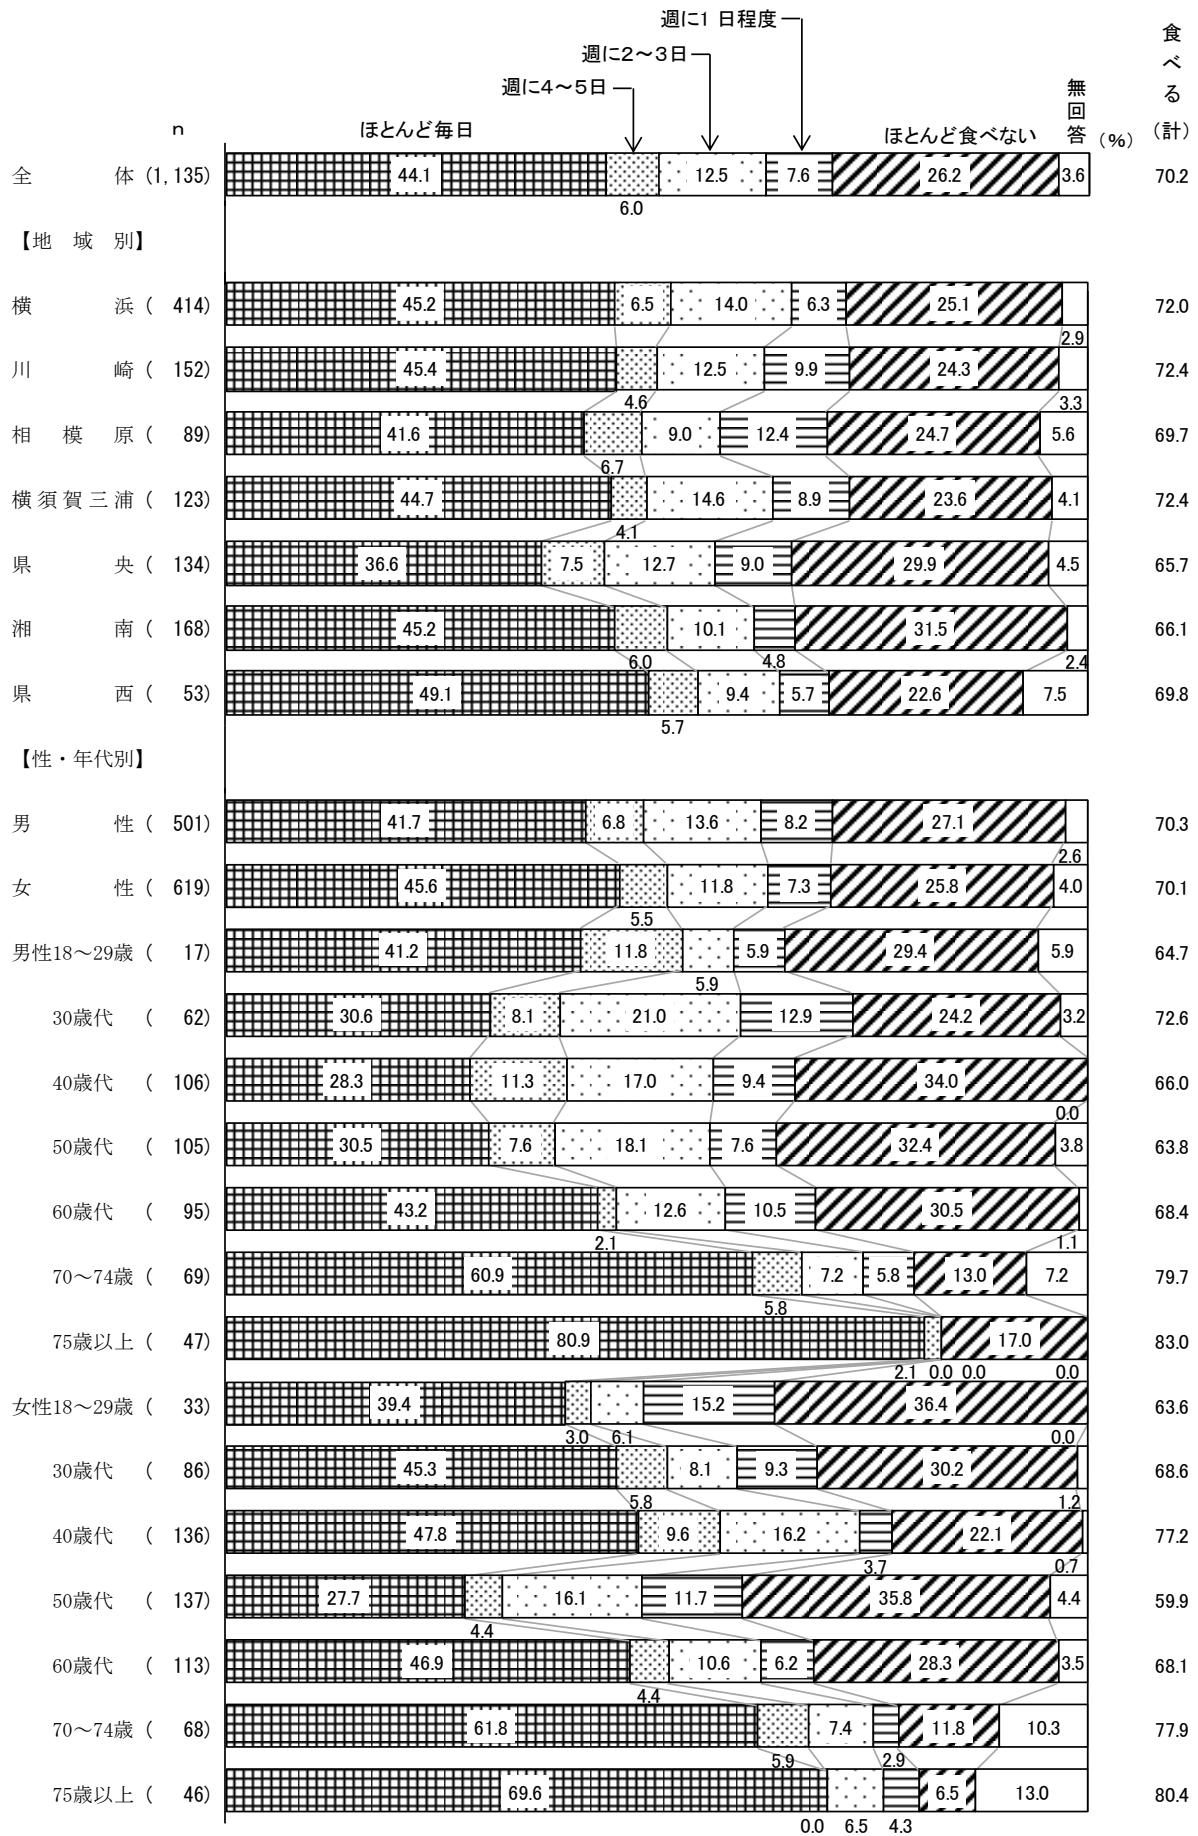 週に1 日程度
週に2～3日
週に4～5日
食べる
(計)
無回答
n
ほとんど毎日
ほとんど食べない
(%)
全体 (1,135) 44.1 6.0 12.5 7.6 26.2 3.6 70.2
【地 域 別】
横浜 ( 414) 45.2 6.5 14.0 6.3 25.1 2.9 72.0
川崎 ( 152) 45.4 4.6 12.5 9.9 24.3 3.3 72.4
相模原 ( 89) 41.6 6.7 9.0 12.4 24.7 5.6 69.7
横須賀三浦 ( 123) 44.7 4.1 14.6 8.9 23.6 4.1 72.4
県央 ( 134) 36.6 7.5 12.7 9.0 29.9 4.5 65.7
湘南 ( 168) 45.2 6.0 10.1 4.8 31.5 2.4 66.1
県西 ( 53) 49.1 5.7 9.4 5.7 22.6 7.5 69.8
【性・年代別】
男性 ( 501) 41.7 6.8 13.6 8.2 27.1 2.6 70.3
女性 ( 619) 45.6 5.5 11.8 7.3 25.8 4.0 70.1
男性18～29歳 ( 17) 41.2 11.8 5.9 5.9 29.4 5.9 64.7
30歳代 ( 62) 30.6 8.1 21.0 12.9 24.2 3.2 72.6
40歳代 ( 106) 28.3 11.3 17.0 9.4 34.0 0.0 66.0
50歳代 ( 105) 30.5 7.6 18.1 7.6 32.4 3.8 63.8
60歳代 ( 95) 43.2 2.1 12.6 10.5 30.5 1.1 68.4
70～74歳 ( 69) 60.9 5.8 7.2 5.8 13.0 7.2 79.7
75歳以上 ( 47) 80.9 2.1 0.0 0.0 17.0 0.0 83.0
女性18～29歳 ( 33) 39.4 3.0 6.1 15.2 36.4 0.0 63.6
30歳代 ( 86) 45.3 5.8 8.1 9.3 30.2 1.2 68.6
40歳代 ( 136) 47.8 9.6 16.2 3.7 22.1 0.7 77.2
50歳代 ( 137) 27.7 4.4 16.1 11.7 35.8 4.4 59.9
60歳代 ( 113) 46.9 4.4 10.6 6.2 28.3 3.5 68.1
70～74歳 ( 68) 61.8 5.9 7.4 2.9 11.8 10.3 77.9
75歳以上 ( 46) 69.6 0.0 6.5 4.3 6.5 13.0 80.4